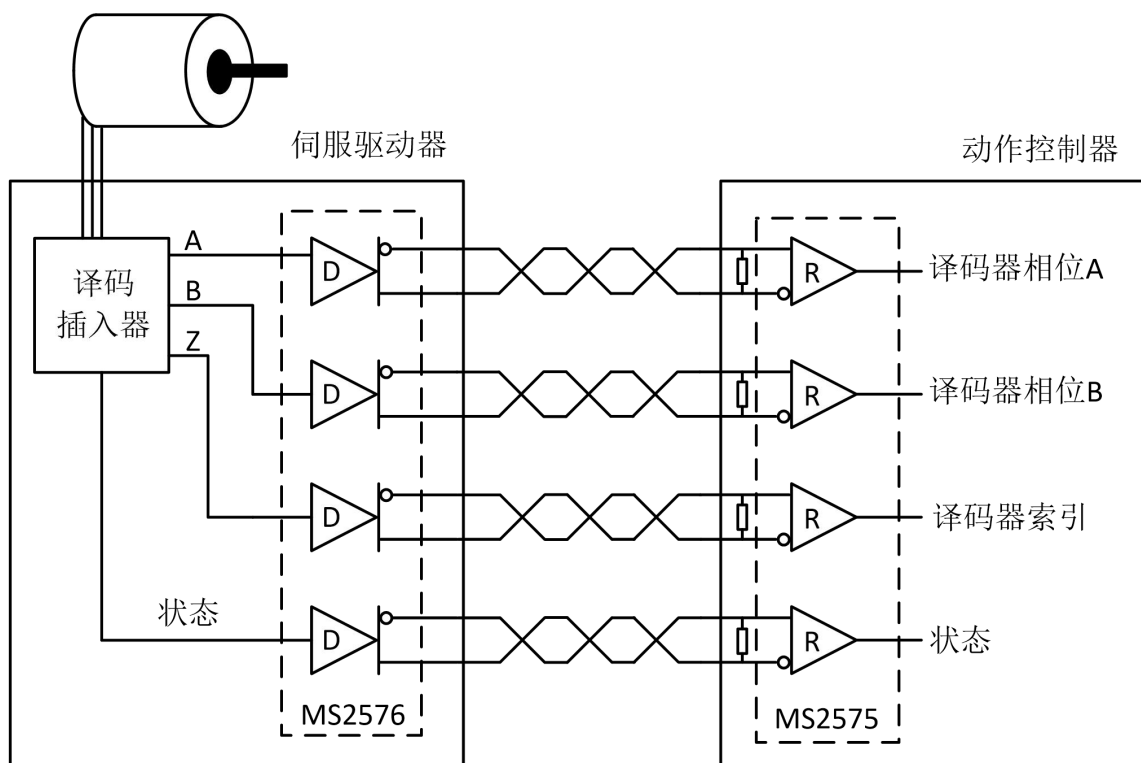 伺服驱动器
动作控制器
译码
插入器
A
B
Z
状态
D
D
D
D
MS2576
R
R
R
R
MS2575
译码器相位A
译码器相位B
译码器索引
状态